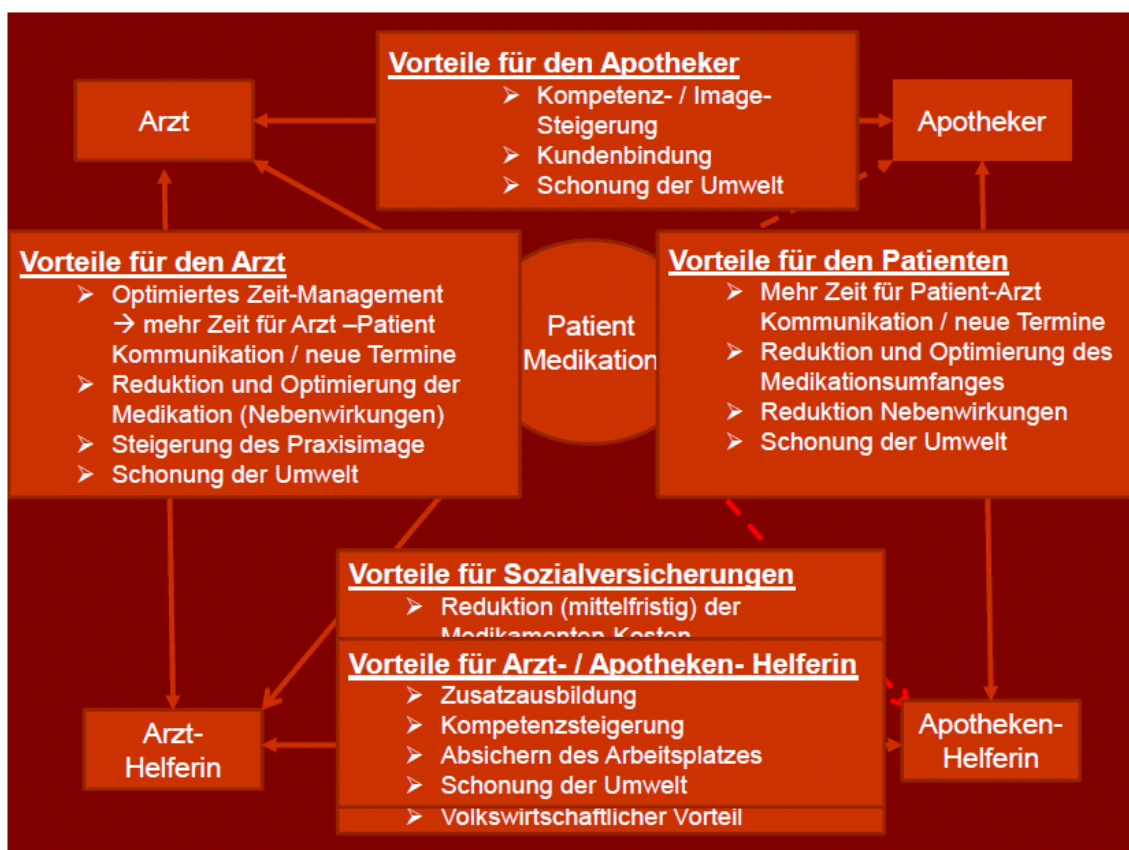 Vorteile für den Apotheker
➢ Kompetenz- / Image-
Steigerung
➢ Kundenbindung
➢ Schonung der Umwelt
Arzt
Apotheker
Vorteile für den Arzt
➢ Optimiertes Zeit-Management
→ mehr Zeit für Arzt –Patient
Kommunikation / neue Termine
➢ Reduktion und Optimierung der
Medikation (Nebenwirkungen)
➢ Steigerung des Praxisimage
➢ Schonung der Umwelt
Patient
Medikation
Vorteile für den Patienten
➢ Mehr Zeit für Patient-Arzt
Kommunikation / neue Termine
➢ Reduktion und Optimierung des
Medikationsumfanges
➢ Reduktion Nebenwirkungen
➢ Schonung der Umwelt
Vorteile für Sozialversicherungen
➢ Reduktion (mittelfristig) der
Medikamenten-Kosten
Vorteile für Arzt- / Apotheken- Helferin
➢ Zusatzausbildung
➢ Kompetenzsteigerung
➢ Absichern des Arbeitsplatzes
➢ Schonung der Umwelt
➢ Volkswirtschaftlicher Vorteil
Arzt-
Helferin
Apotheken-
Helferin